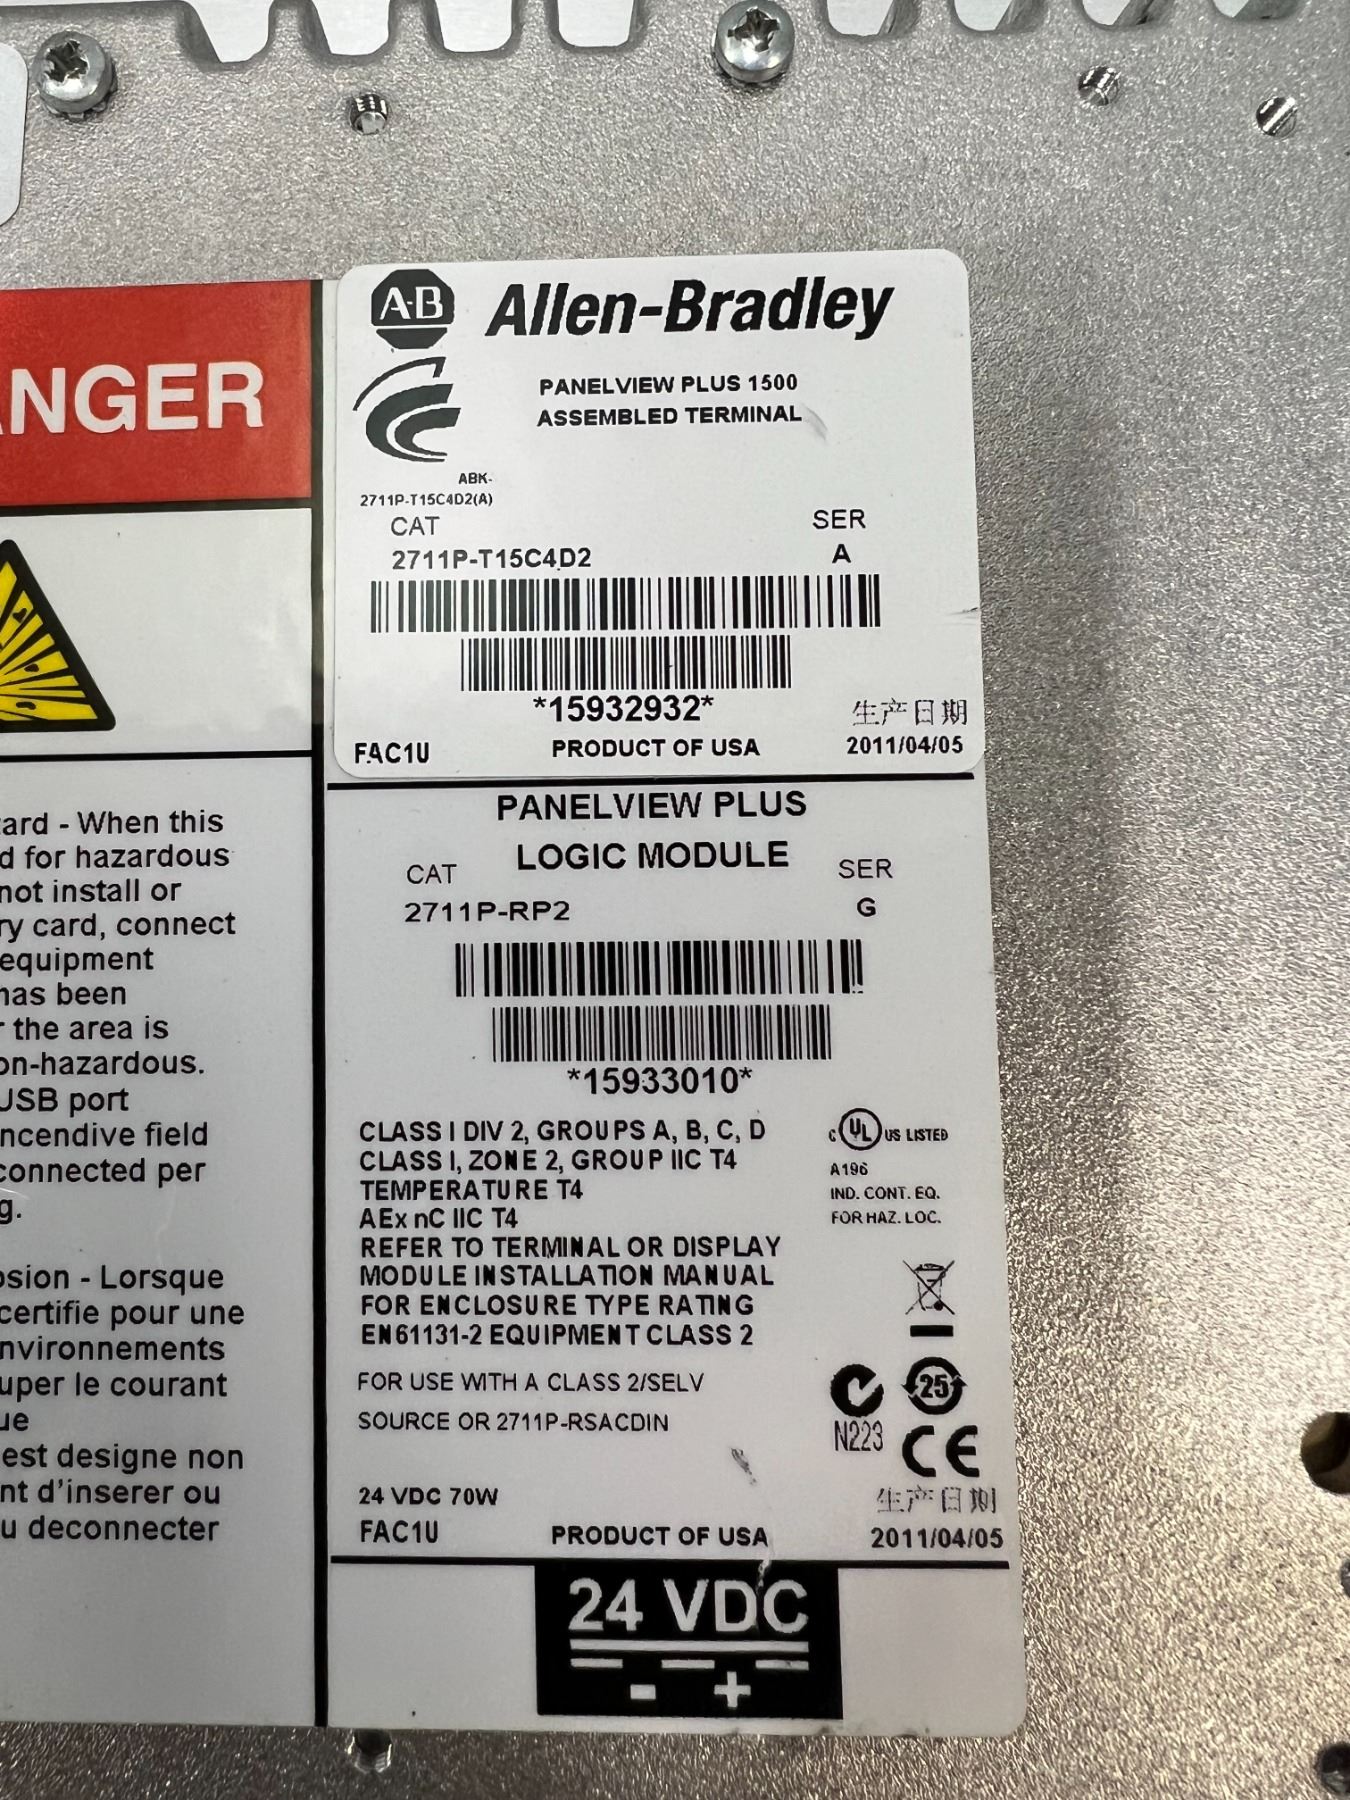 ANGER
ard - When this
d for hazardous
not install or
ry card, connect
equipment
has been
r the area is
on-hazardous.
USB port
ncendive field
connected per
g.
osion - Lorsque
certifie pour une
nvironnements
uper le courant
ue
est designe non
nt d'inserer ou
u deconnecter
A-B Allen-Bradley
PANELVIEW PLUS 1500
ASSEMBLED TERMINAL
ABK-
2711P-T15C4D2(A)
CAT SER
2711P-T15C4D2 A
*15932932*
生产日期
FAC1U PRODUCT OF USA 2011/04/05
PANELVIEW PLUS
LOGIC MODULE
CAT SER
2711P-RP2 G
*15933010*
CLASS I DIV 2, GROUPS A, B, C, D
CLASS I, ZONE 2, GROUP IIC T4
TEMPERATURE T4
AEx nC IIC T4
REFER TO TERMINAL OR DISPLAY
MODULE INSTALLATION MANUAL
FOR ENCLOSURE TYPE RATING
EN61131-2 EQUIPMENT CLASS 2
C UL US LISTED
A196
IND. CONT. EQ.
FOR HAZ. LOC.
FOR USE WITH A CLASS 2/SELV
SOURCE OR 2711P-RSACDIN
25
N223 CE
24 VDC 70W
生产日期
FAC1U PRODUCT OF USA 2011/04/05
24 VDC
- +